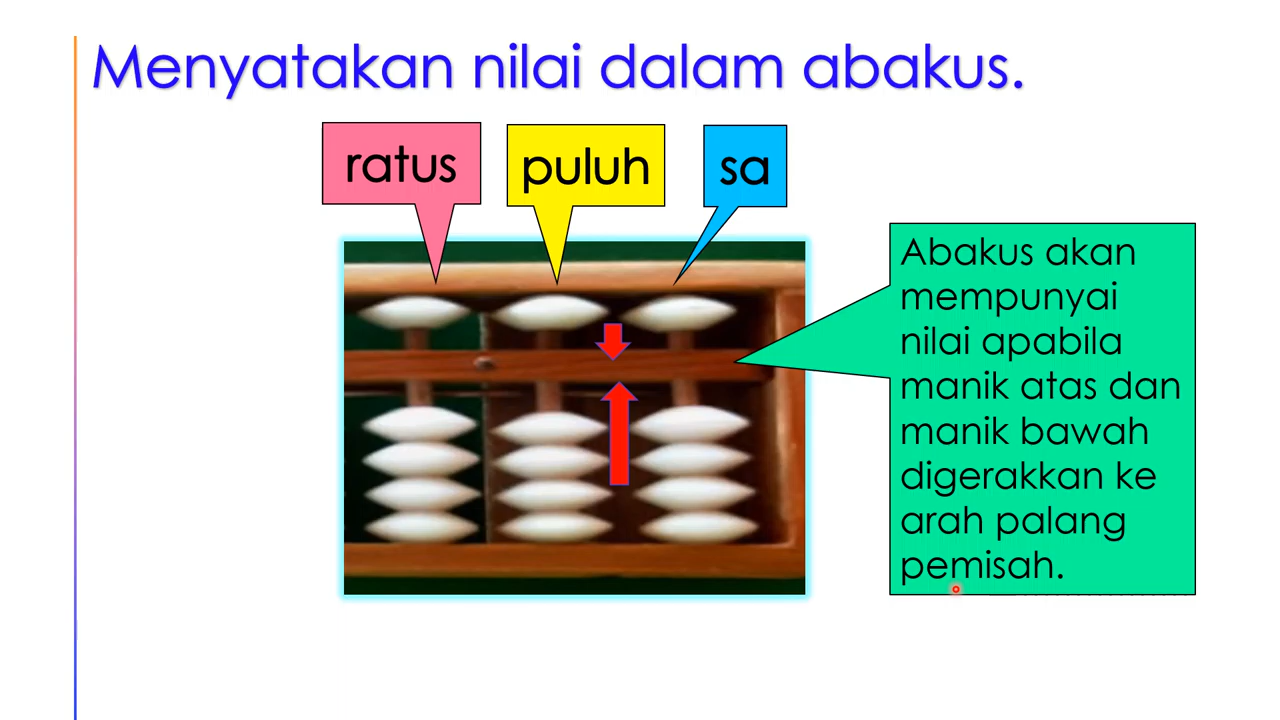 Menyatakan nilai dalam abakus.
ratus
puluh
sa
Abakus akan
mempunyai
nilai apabila
manik atas dan
manik bawah
digerakkan ke
arah palang
pemisah.